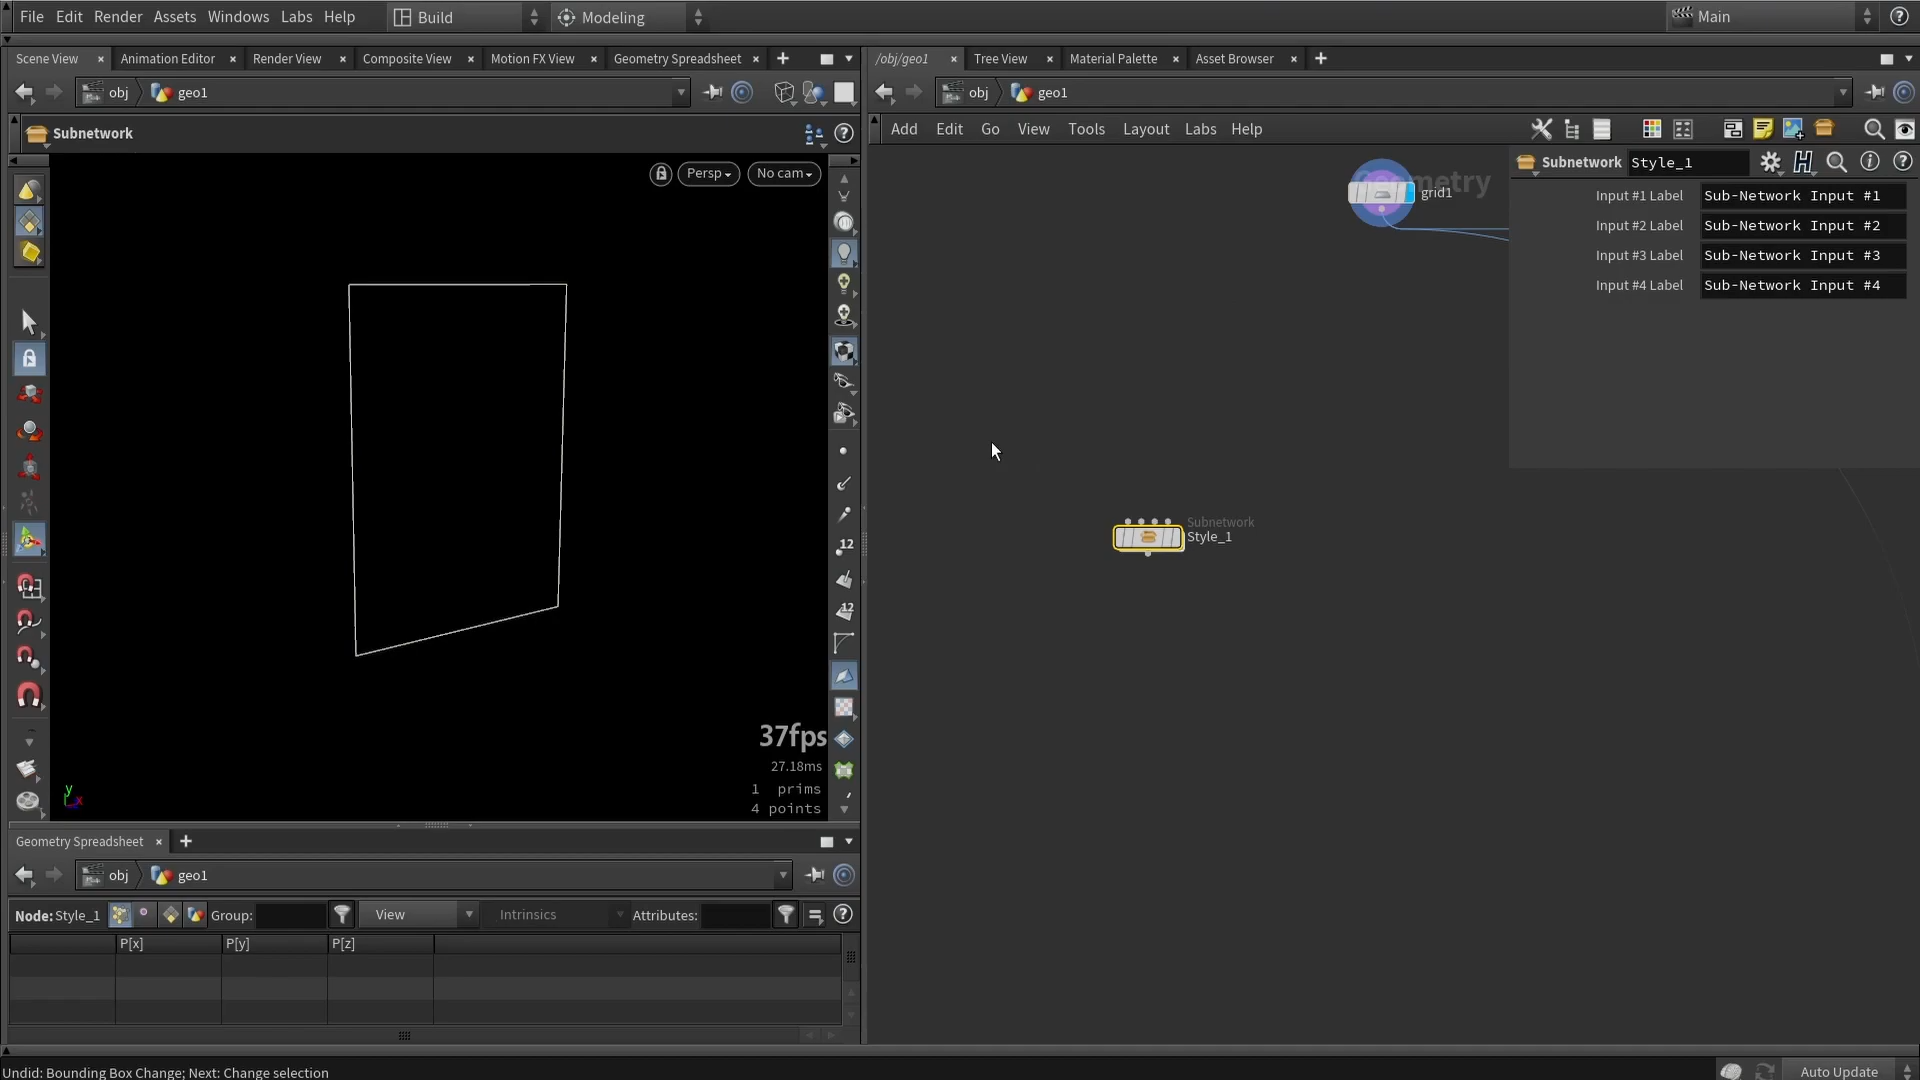 File Edit Render Assets Windows Labs Help Build Modeling Main
Scene View Animation Editor Render View Composite View Motion FX View Geometry Spreadsheet
/obj/geo1 Tree View Material Palette Asset Browser
obj geo1
obj geo1
Subnetwork
Add Edit Go View Tools Layout Labs Help
Persp No cam
Geometry
grid1
Subnetwork Style_1
Input #1 Label Sub-Network Input #1
Input #2 Label Sub-Network Input #2
Input #3 Label Sub-Network Input #3
Input #4 Label Sub-Network Input #4
Subnetwork
Style_1
12
12
37fps
27.18ms
1 prims
4 points
y
x
Geometry Spreadsheet
obj geo1
Node: Style_1 Group: View Intrinsics Attributes:
P[x] P[y] P[z]
Undid: Bounding Box Change; Next: Change selection
Auto Update